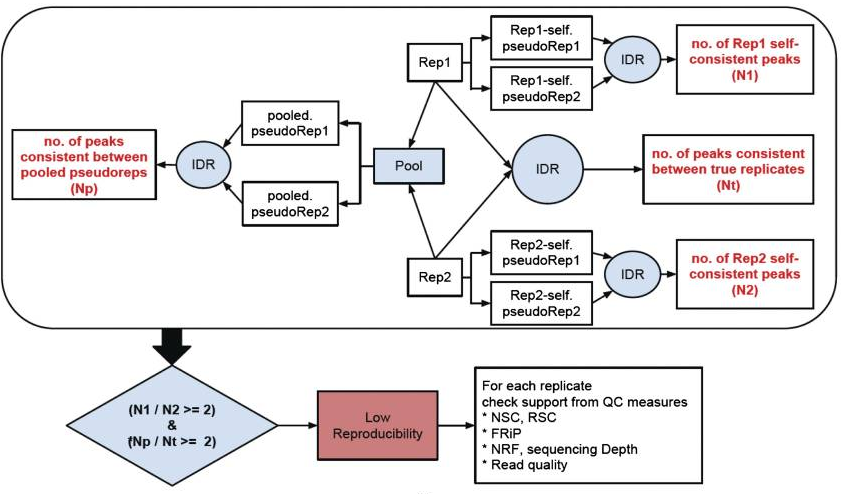 Rep1
Rep1-self.
pseudoRep1
Rep1-self.
pseudoRep2
IDR
no. of Rep1 self-
consistent peaks
(N1)
no. of peaks
consistent between
pooled pseudoreps
(Np)
IDR
pooled.
pseudoRep1
pooled.
pseudoRep2
Pool
IDR
no. of peaks consistent
between true replicates
(Nt)
Rep2
Rep2-self.
pseudoRep1
Rep2-self.
pseudoRep2
IDR
no. of Rep2 self-
consistent peaks
(N2)
(N1 / N2 >= 2)
&
(Np / Nt >= 2)
Low
Reproducibility
For each replicate
check support from QC measures
* NSC, RSC
* FRiP
* NRF, sequencing Depth
* Read quality